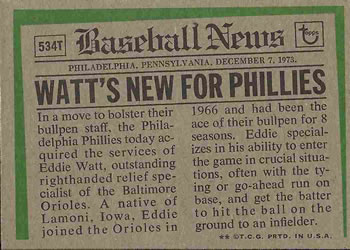 534T Baseball News topps
PHILADELPHIA, PENNSYLVANIA, DECEMBER 7, 1973.
WATT'S NEW FOR PHILLIES
In a move to bolster their
bullpen staff, the Phila-
delphia Phillies today ac-
quired the services of
Eddie Watt, outstanding
righthanded relief spec-
ialist of the Baltimore
Orioles. A native of
Lamoni, Iowa, Eddie
joined the Orioles in
1966 and had been the
ace of their bullpen for 8
seasons. Eddie special-
izes in his ability to enter
the game in crucial situa-
tions, often with the ty-
ing or go-ahead run on
base, and get the batter
to hit the ball on the
ground to an infielder.
** © T.C.G. PRTD. IN U.S.A.